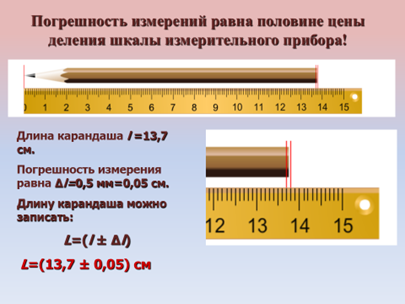 Погрешность измерений равна половине цены
деления шкалы измерительного прибора!
0 1 2 3 4 5 6 7 8 9 10 11 12 13 14 15
Длина карандаша l =13,7
см.
Погрешность измерения
равна Δl=0,5 мм=0,05 см.
Длину карандаша можно
записать:
L=(l ± Δl)
L=(13,7 ± 0,05) см
12 13 14 15